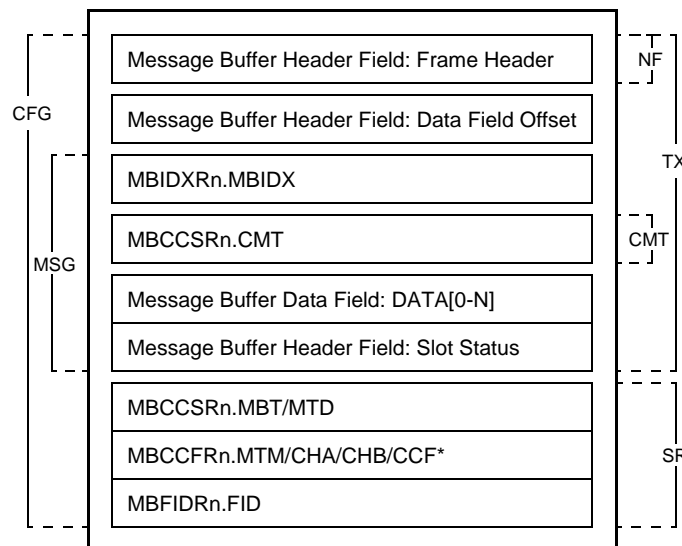 Message Buffer Header Field: Frame Header
NF
CFG
Message Buffer Header Field: Data Field Offset
TX
MBIDXRn.MBIDX
MBCCSRn.CMT
CMT
MSG
Message Buffer Data Field: DATA[0-N]
Message Buffer Header Field: Slot Status
MBCCSRn.MBT/MTD
MBCCFRn.MTM/CHA/CHB/CCF*
SR
MBFIDRn.FID